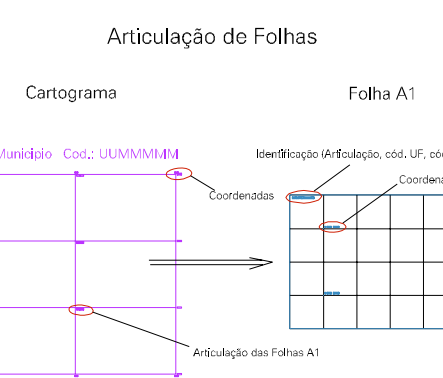 Articulação de Folhas
Cartograma
Folha A1
Municipio Cod.: UUMMMMM
Identificação (Articulação, cód. UF, có
Coordenadas
Coordena
Articulação das Folhas A1